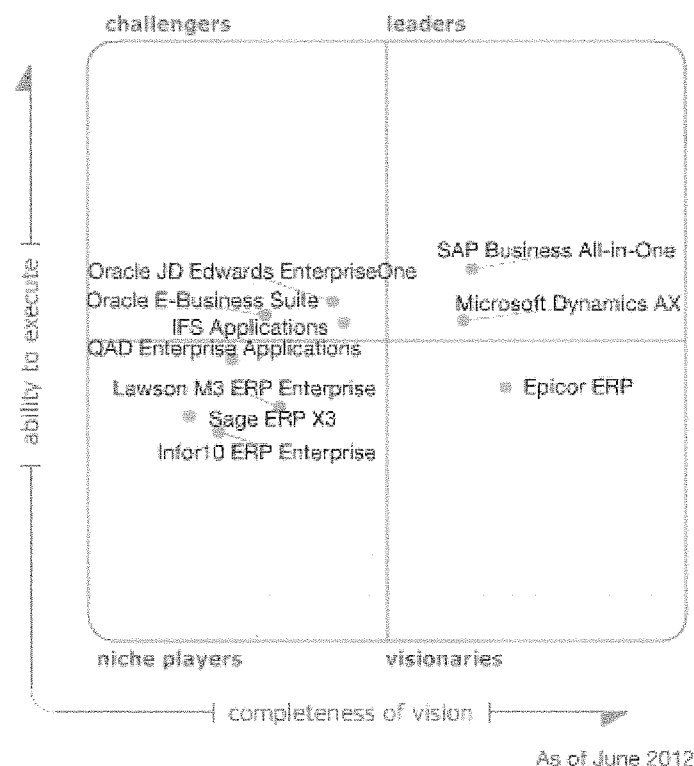 challengers
leaders
SAP Business All-in-One
Oracle JD Edwards EnterpriseOne
Oracle E-Business Suite
Microsoft Dynamics AX
IFS Applications
QAD Enterprise Applications
Lawson M3 ERP Enterprise
Epicor ERP
Sage ERP X3
Infor10 ERP Enterprise
ability to execute
niche players
visionaries
completeness of vision
As of June 2012